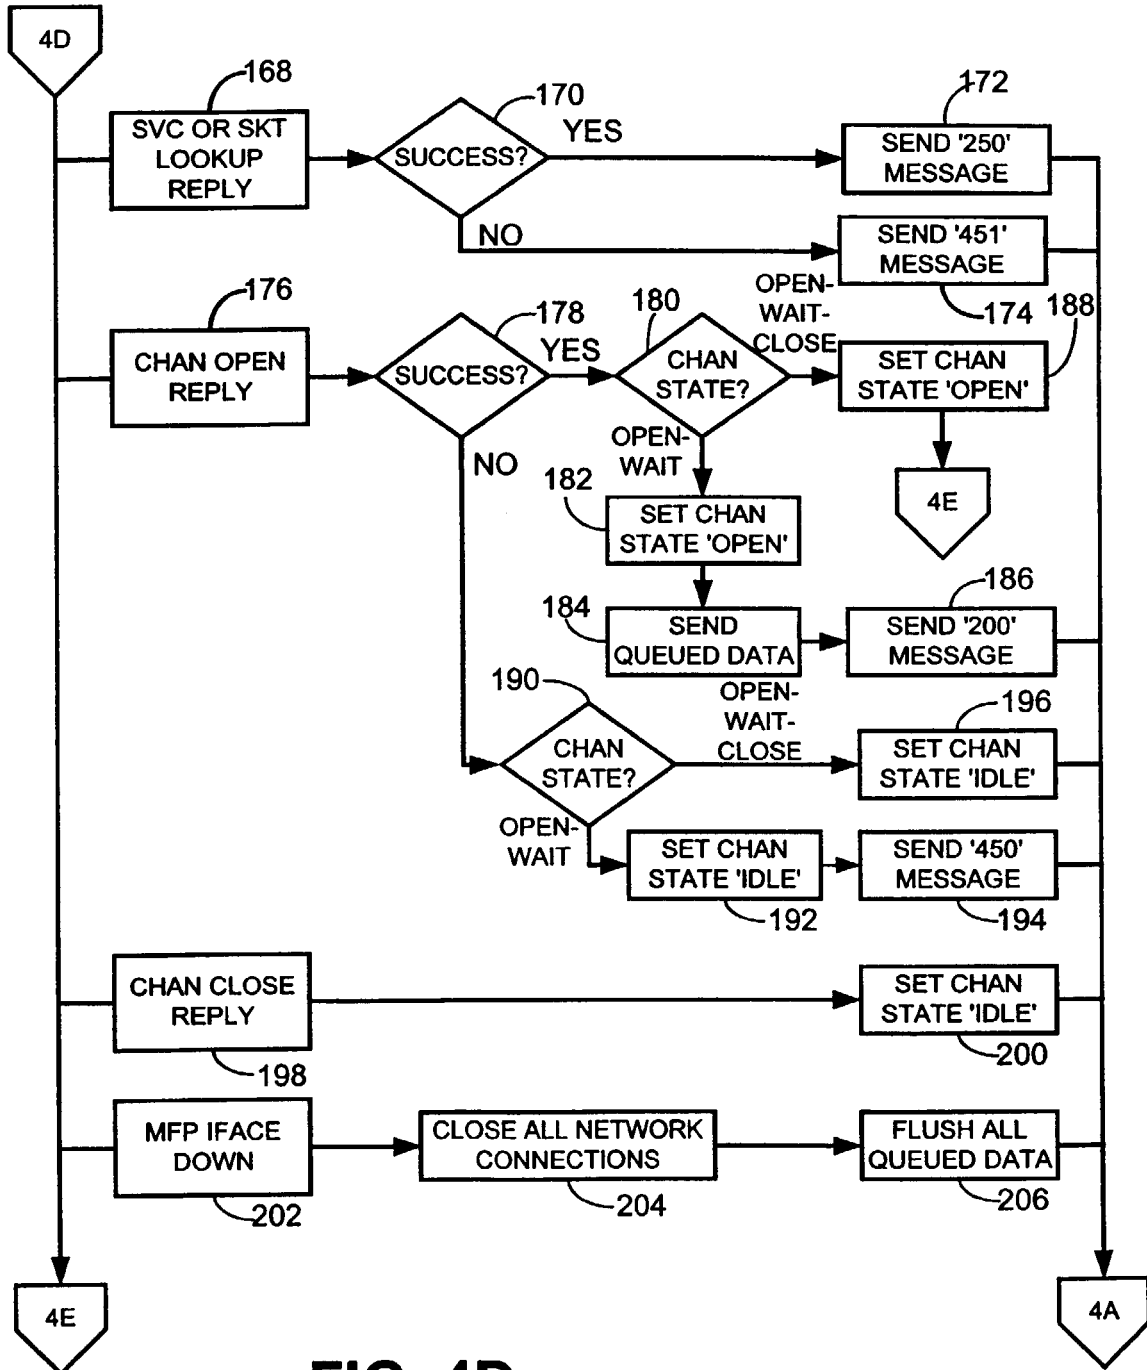 4D
168
170
172
SVC OR SKT
LOOKUP
REPLY
SUCCESS?
YES
SEND '250'
MESSAGE
NO
SEND '451'
MESSAGE
174
176
178
180
OPEN-
WAIT-
CLOSE
188
CHAN OPEN
REPLY
SUCCESS?
YES
CHAN
STATE?
SET CHAN
STATE 'OPEN'
NO
OPEN-
WAIT
4E
182
SET CHAN
STATE 'OPEN'
184
186
SEND
QUEUED DATA
SEND '200'
MESSAGE
190
OPEN-
WAIT-
CLOSE
196
CHAN
STATE?
SET CHAN
STATE 'IDLE'
OPEN-
WAIT
SET CHAN
STATE 'IDLE'
SEND '450'
MESSAGE
192
194
CHAN CLOSE
REPLY
SET CHAN
STATE 'IDLE'
198
200
MFP IFACE
DOWN
CLOSE ALL NETWORK
CONNECTIONS
FLUSH ALL
QUEUED DATA
202
204
206
4E
4A
FIG. 4D